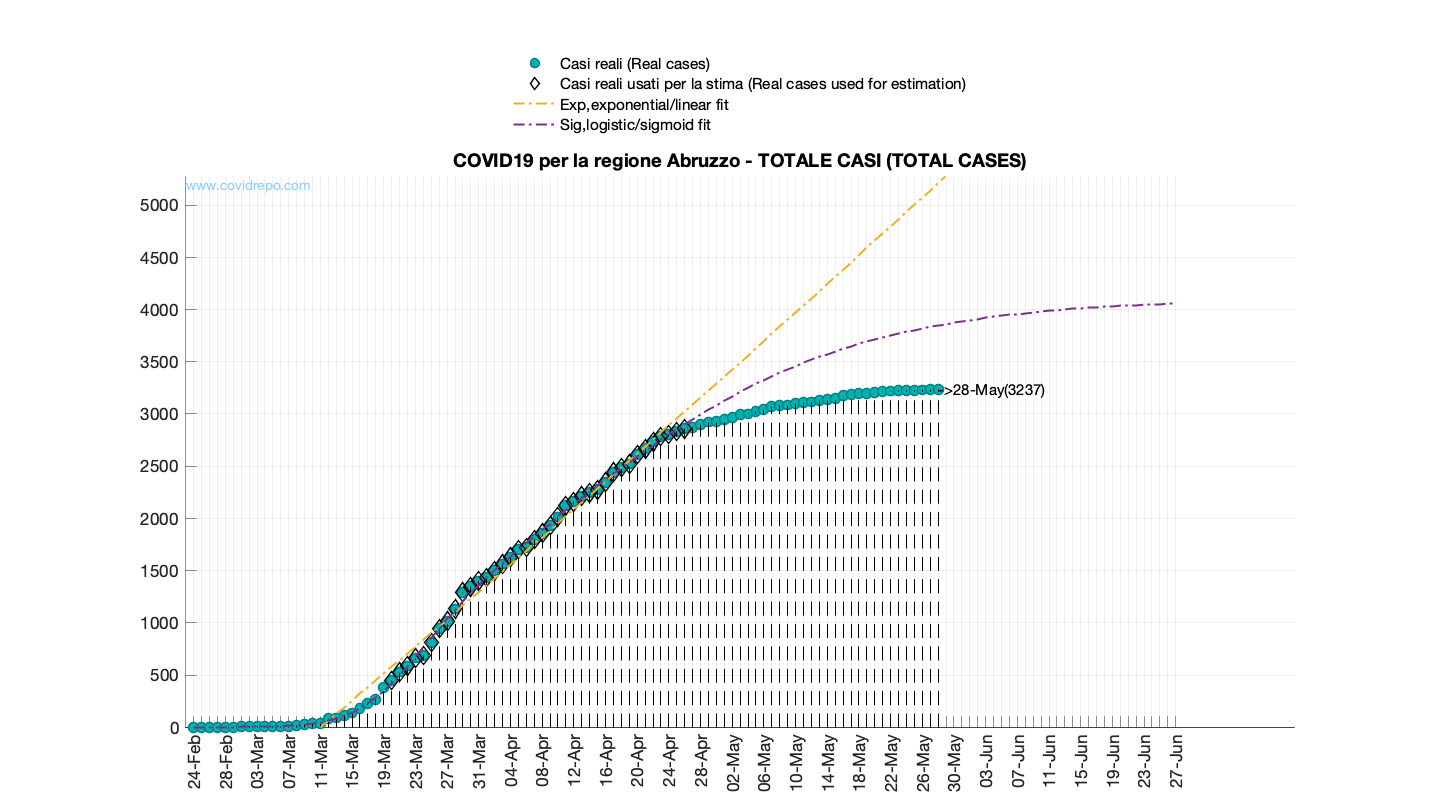 Casi reali (Real cases)
Casi reali usati per la stima (Real cases used for estimation)
Exp,exponential/linear fit
Sig,logistic/sigmoid fit
COVID19 per la regione Abruzzo - TOTALE CASI (TOTAL CASES)
www.covidrepo.com
5000
4500
4000
3500
3000
2500
2000
1500
1000
500
0
>28-May(3237)
24-Feb
28-Feb
03-Mar
07-Mar
11-Mar
15-Mar
19-Mar
23-Mar
27-Mar
31-Mar
04-Apr
08-Apr
12-Apr
16-Apr
20-Apr
24-Apr
28-Apr
02-May
06-May
10-May
14-May
18-May
22-May
26-May
30-May
03-Jun
07-Jun
11-Jun
15-Jun
19-Jun
23-Jun
27-Jun